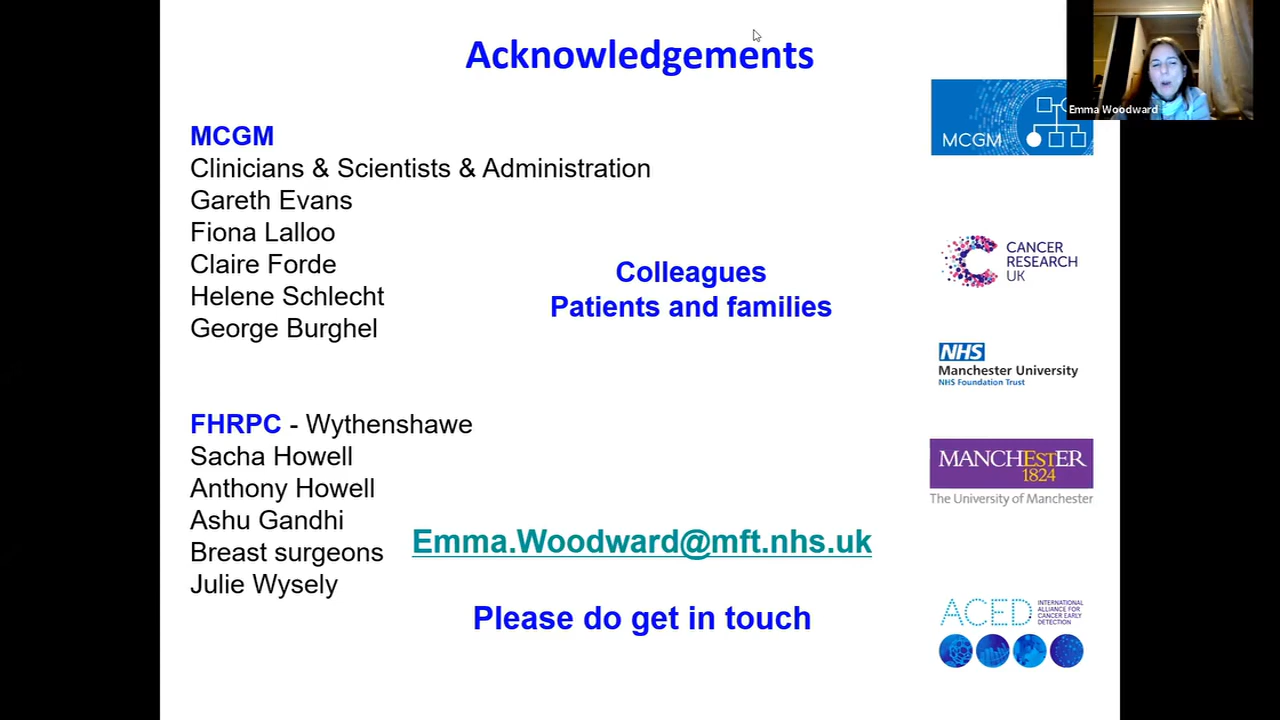 Acknowledgements
Emma Woodward
MCGM
MCGM
Clinicians & Scientists & Administration
Gareth Evans
Fiona Lalloo
Claire Forde
Helene Schlecht
George Burghel
Colleagues
Patients and families
CANCER
RESEARCH
UK
NHS
Manchester University
NHS Foundation Trust
FHRPC - Wythenshawe
Sacha Howell
Anthony Howell
Ashu Gandhi
Breast surgeons
Julie Wysely
MANCHESTER
1824
The University of Manchester
Emma.Woodward@mft.nhs.uk
Please do get in touch
ACED
INTERNATIONAL
ALLIANCE FOR
CANCER EARLY
DETECTION